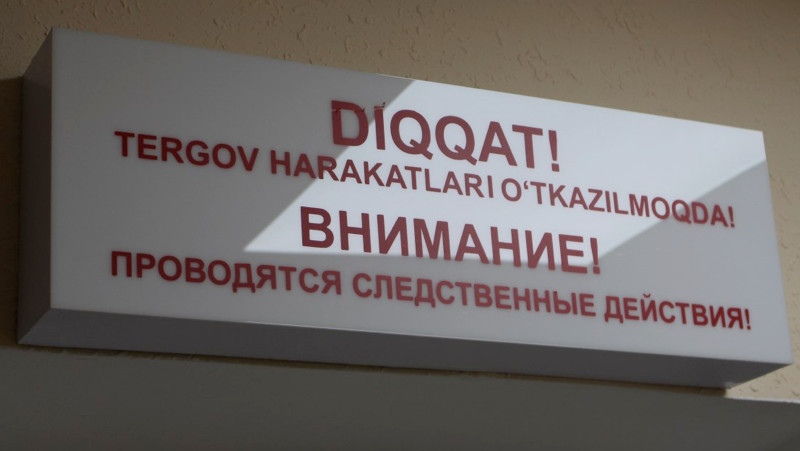 DIQQAT!
TERGOV HARAKATLARI O‘TKAZILMOQDA!
ВНИМАНИЕ!
ПРОВОДЯТСЯ СЛЕДСТВЕННЫЕ ДЕЙСТВИЯ!